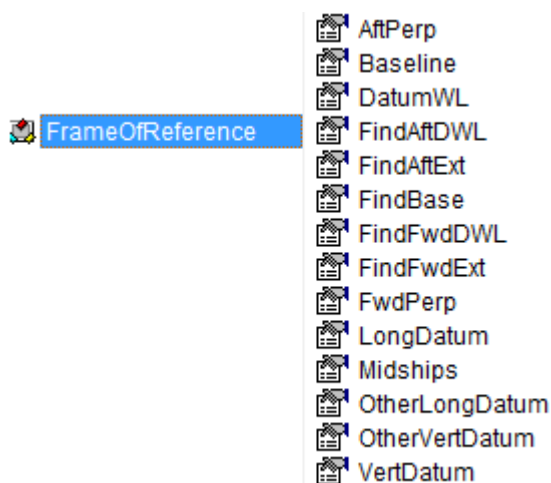 AftPerp
Baseline
DatumWL
FrameOfReference
FindAftDWL
FindAftExt
FindBase
FindFwdDWL
FindFwdExt
FwdPerp
LongDatum
Midships
OtherLongDatum
OtherVertDatum
VertDatum